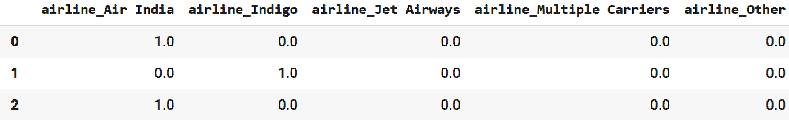 airline_Air India airline_Indigo airline_Jet Airways airline_Multiple Carriers airline_Other
0 1.0 0.0 0.0 0.0 0.0
1 0.0 1.0 0.0 0.0 0.0
2 1.0 0.0 0.0 0.0 0.0